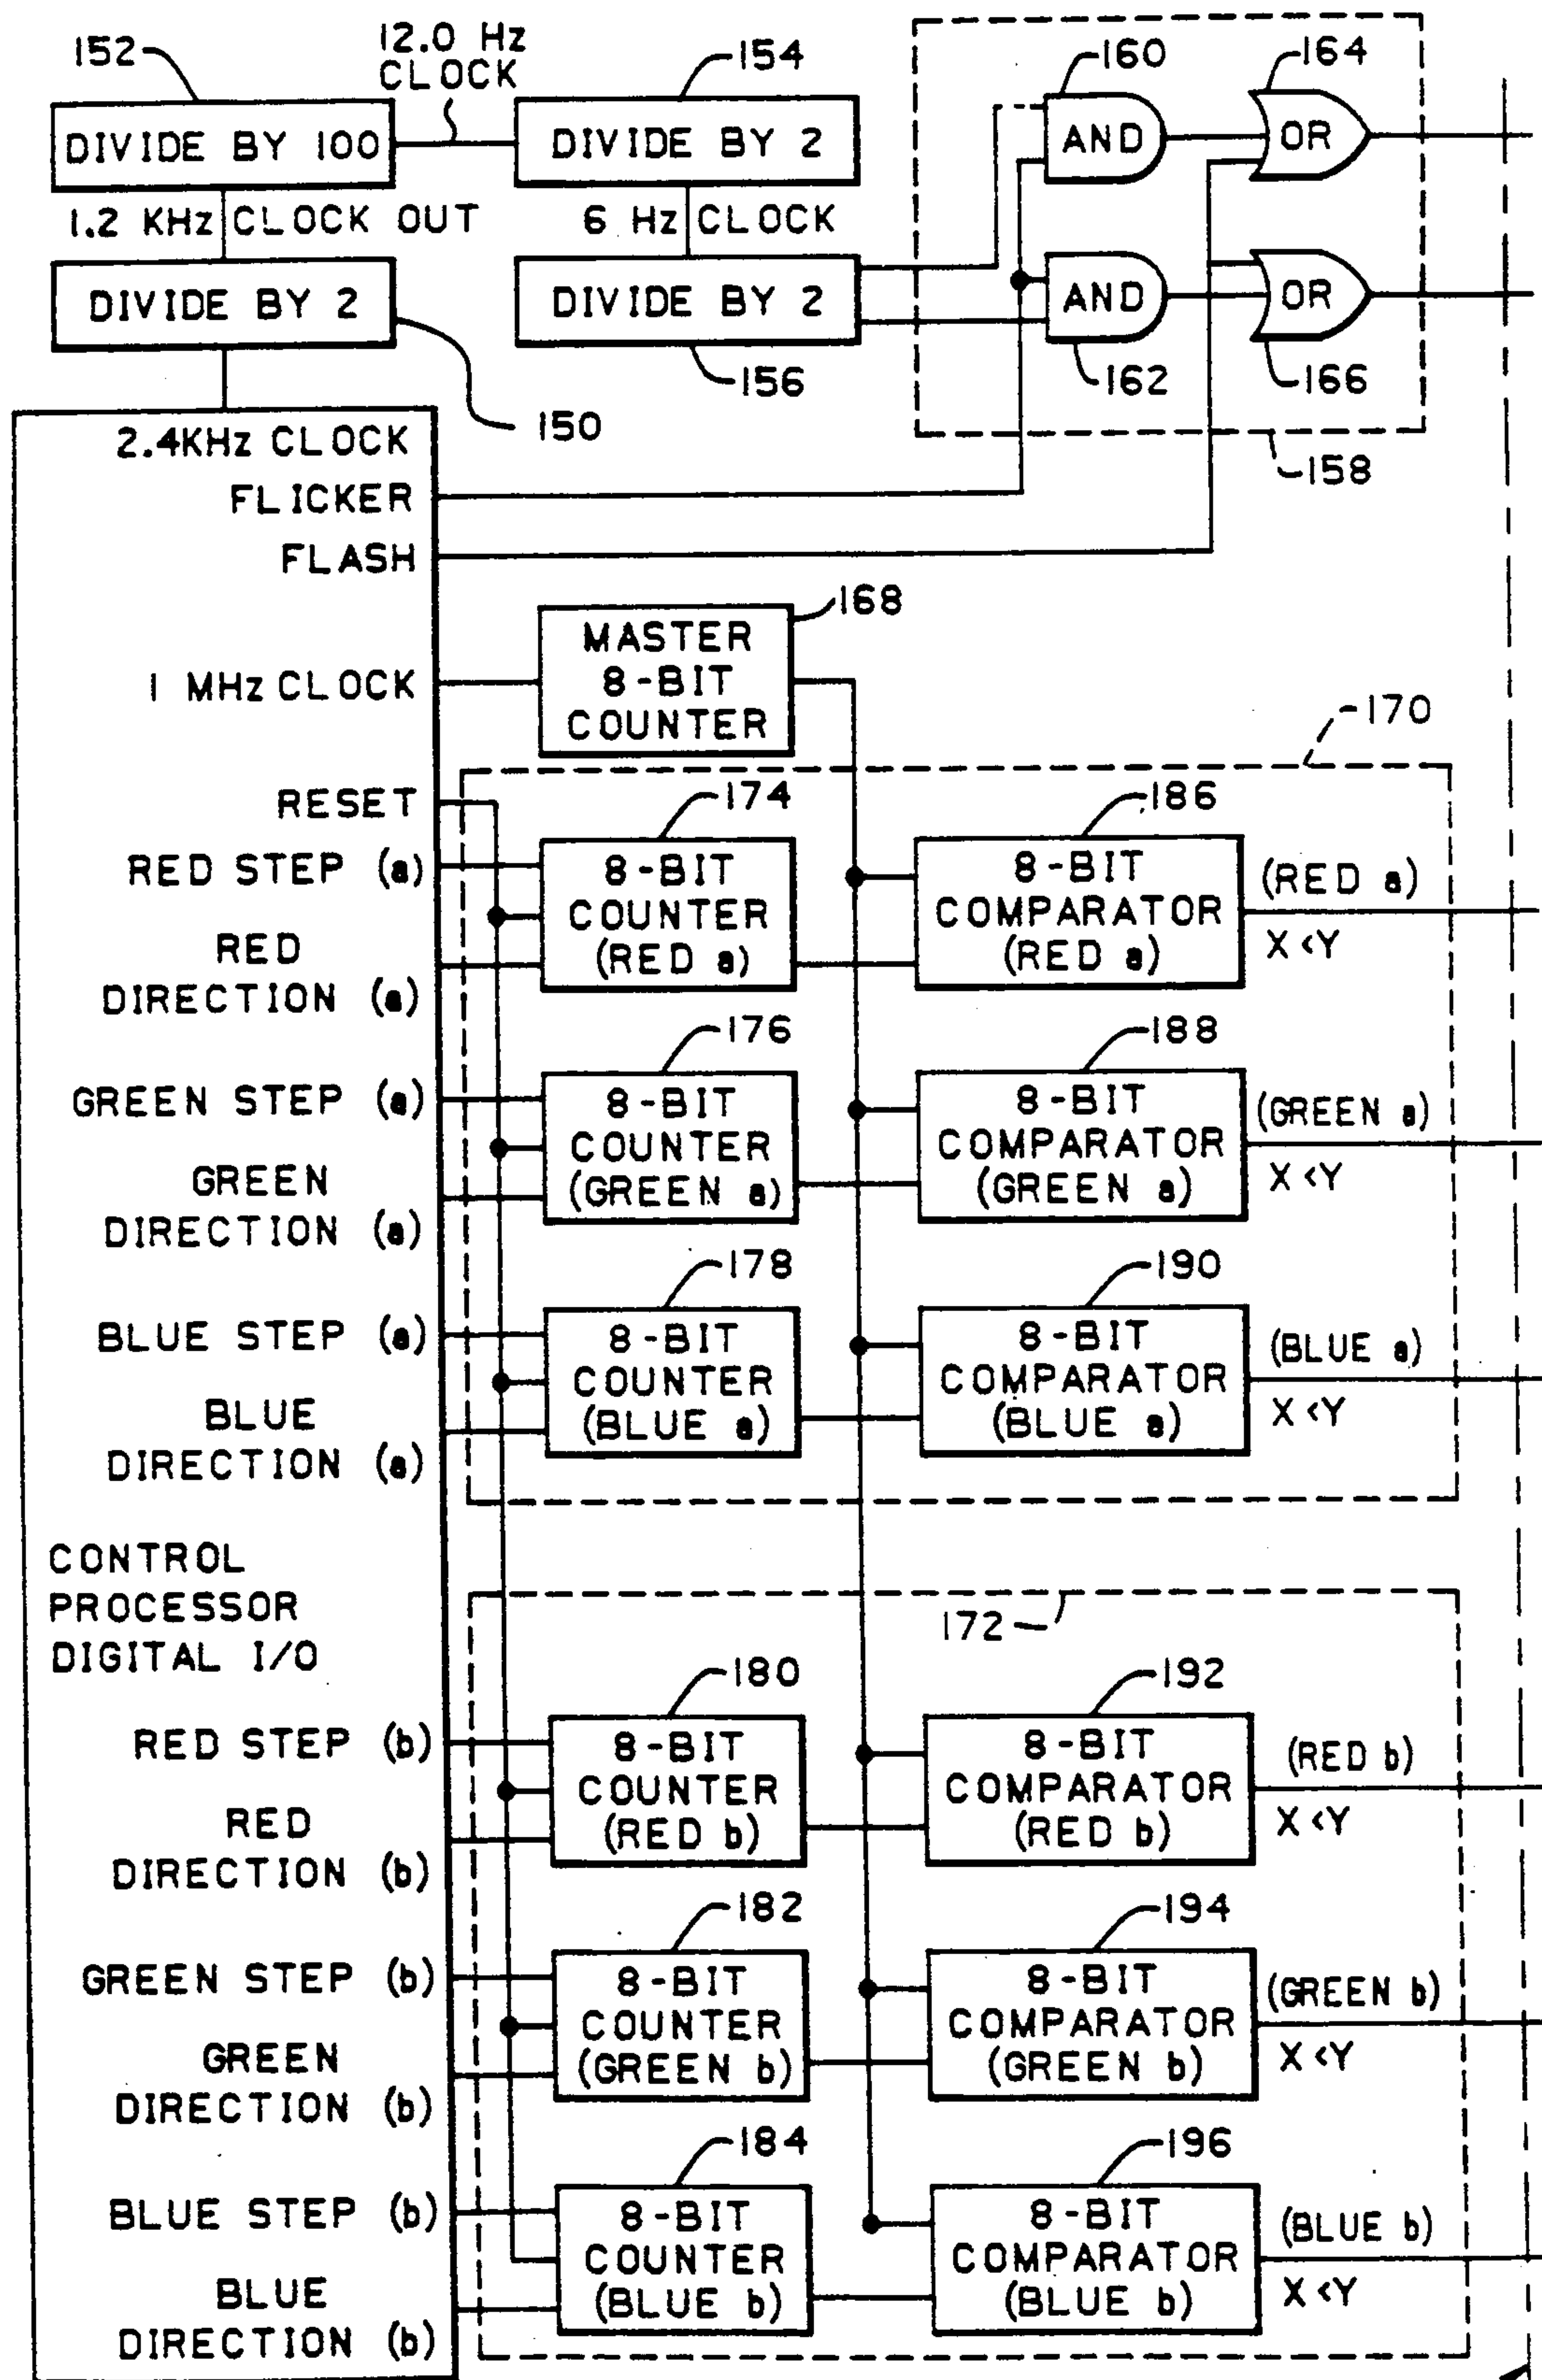 152
12.0 Hz
CLOCK
154
160
164
DIVIDE BY 100
DIVIDE BY 2
AND
OR
1.2 KHz CLOCK OUT
6 Hz CLOCK
DIVIDE BY 2
DIVIDE BY 2
AND
OR
150
156
162
166
158
2.4KHz CLOCK
FLICKER
FLASH
168
MASTER
8-BIT
COUNTER
1 MHz CLOCK
170
RESET
174
186
RED STEP (a)
8-BIT
COUNTER
(RED a)
8-BIT
COMPARATOR
(RED a)
(RED a)
X<Y
RED
DIRECTION (a)
176
188
GREEN STEP (a)
8-BIT
COUNTER
(GREEN a)
8-BIT
COMPARATOR
(GREEN a)
(GREEN a)
X<Y
GREEN
DIRECTION (a)
178
190
BLUE STEP (a)
8-BIT
COUNTER
(BLUE a)
8-BIT
COMPARATOR
(BLUE a)
(BLUE a)
X<Y
BLUE
DIRECTION (a)
CONTROL
PROCESSOR
DIGITAL I/O
172
180
192
RED STEP (b)
8-BIT
COUNTER
(RED b)
8-BIT
COMPARATOR
(RED b)
(RED b)
X<Y
RED
DIRECTION (b)
182
194
GREEN STEP (b)
8-BIT
COUNTER
(GREEN b)
8-BIT
COMPARATOR
(GREEN b)
(GREEN b)
X<Y
GREEN
DIRECTION (b)
184
196
BLUE STEP (b)
8-BIT
COUNTER
(BLUE b)
8-BIT
COMPARATOR
(BLUE b)
(BLUE b)
X<Y
BLUE
DIRECTION (b)